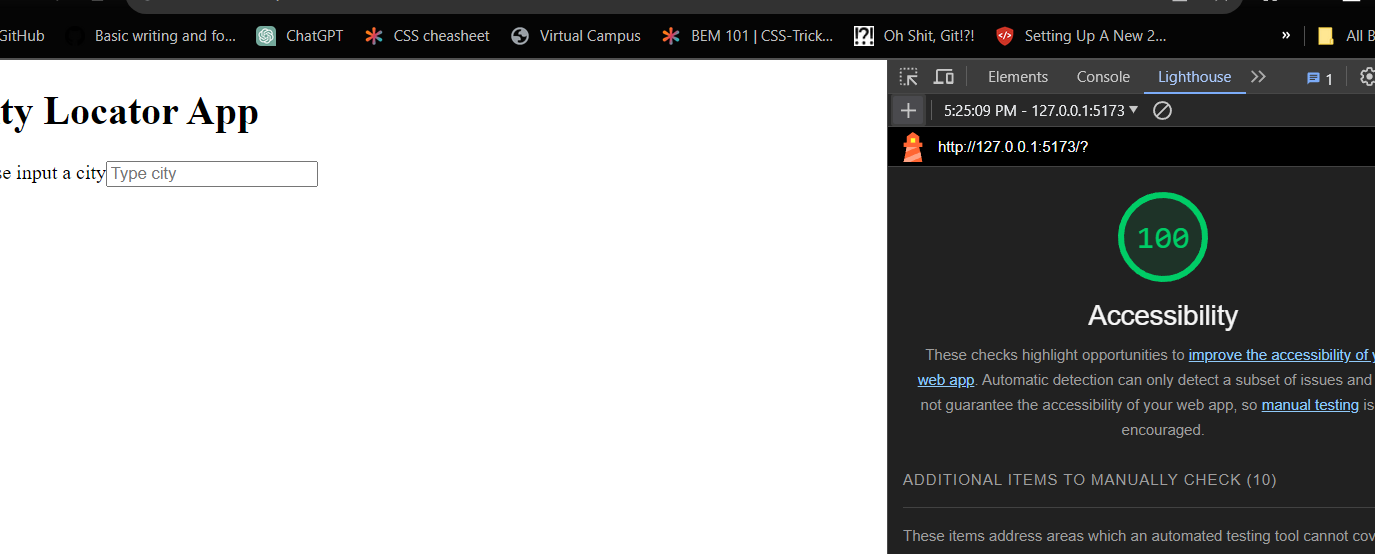 GitHub Basic writing and fo... ChatGPT CSS cheasheet Virtual Campus BEM 101 | CSS-Trick... Oh Shit, Git!?! Setting Up A New 2... » All B
ty Locator App
se input a city Type city
Elements Console Lighthouse 1
5:25:09 PM - 127.0.0.1:5173
http://127.0.0.1:5173/?
100
Accessibility
These checks highlight opportunities to improve the accessibility of y
web app. Automatic detection can only detect a subset of issues and
not guarantee the accessibility of your web app, so manual testing is
encouraged.
ADDITIONAL ITEMS TO MANUALLY CHECK (10)
These items address areas which an automated testing tool cannot cov